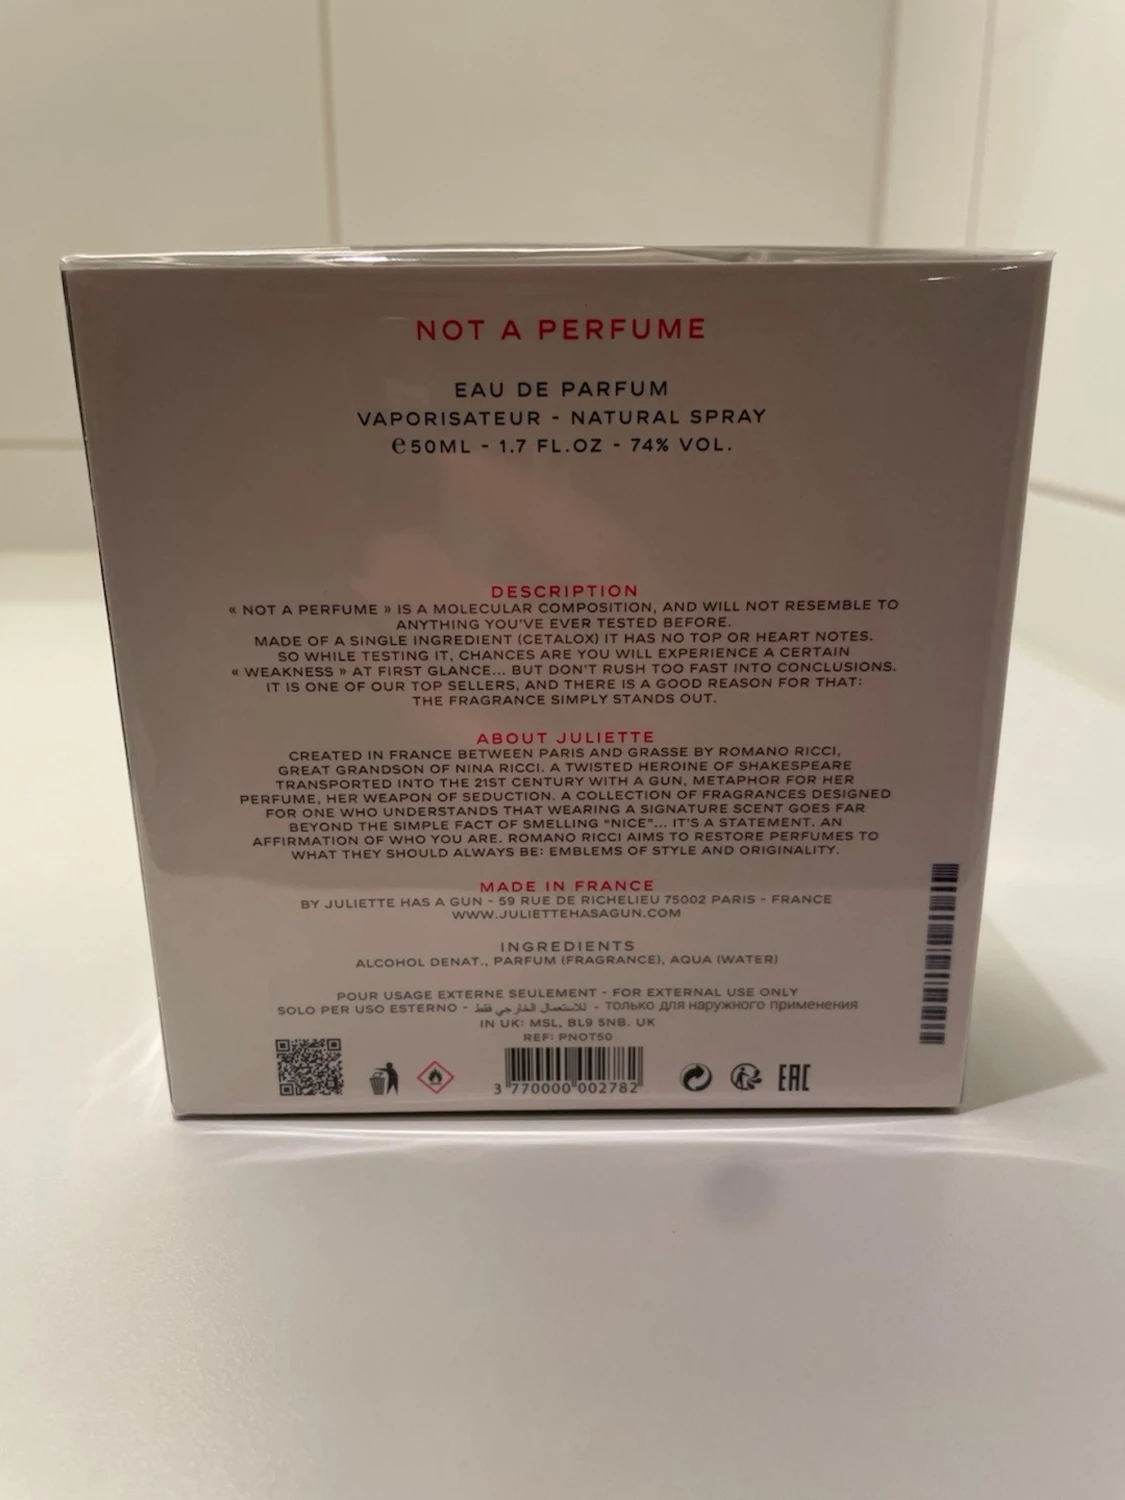 NOT A PERFUME
EAU DE PARFUM
VAPORISATEUR - NATURAL SPRAY
℮50ML - 1.7 FL.OZ - 74% VOL.
DESCRIPTION
« NOT A PERFUME » IS A MOLECULAR COMPOSITION, AND WILL NOT RESEMBLE TO
ANYTHING YOU'VE EVER TESTED BEFORE.
MADE OF A SINGLE INGREDIENT (CETALOX) IT HAS NO TOP OR HEART NOTES.
SO WHILE TESTING IT, CHANCES ARE YOU WILL EXPERIENCE A CERTAIN
« WEAKNESS » AT FIRST GLANCE... BUT DON'T RUSH TOO FAST INTO CONCLUSIONS.
IT IS ONE OF OUR TOP SELLERS, AND THERE IS A GOOD REASON FOR THAT:
THE FRAGRANCE SIMPLY STANDS OUT.
ABOUT JULIETTE
CREATED IN FRANCE BETWEEN PARIS AND GRASSE BY ROMANO RICCI,
GREAT GRANDSON OF NINA RICCI. A TWISTED HEROINE OF SHAKESPEARE
TRANSPORTED INTO THE 21ST CENTURY WITH A GUN, METAPHOR FOR HER
PERFUME, HER WEAPON OF SEDUCTION. A COLLECTION OF FRAGRANCES DESIGNED
FOR ONE WHO UNDERSTANDS THAT WEARING A SIGNATURE SCENT GOES FAR
BEYOND THE SIMPLE FACT OF SMELLING "NICE"... IT'S A STATEMENT. AN
AFFIRMATION OF WHO YOU ARE. ROMANO RICCI AIMS TO RESTORE PERFUMES TO
WHAT THEY SHOULD ALWAYS BE: EMBLEMS OF STYLE AND ORIGINALITY.
MADE IN FRANCE
BY JULIETTE HAS A GUN - 59 RUE DE RICHELIEU 75002 PARIS - FRANCE
WWW.JULIETTEHASAGUN.COM
INGREDIENTS
ALCOHOL DENAT., PARFUM (FRAGRANCE), AQUA (WATER)
POUR USAGE EXTERNE SEULEMENT - FOR EXTERNAL USE ONLY
SOLO PER USO ESTERNO - للاستعمال الخارجي فقط - только для наружного применения
IN UK: MSL, BL9 5NB. UK
REF: PNOT50
3 770000 002782
EAC